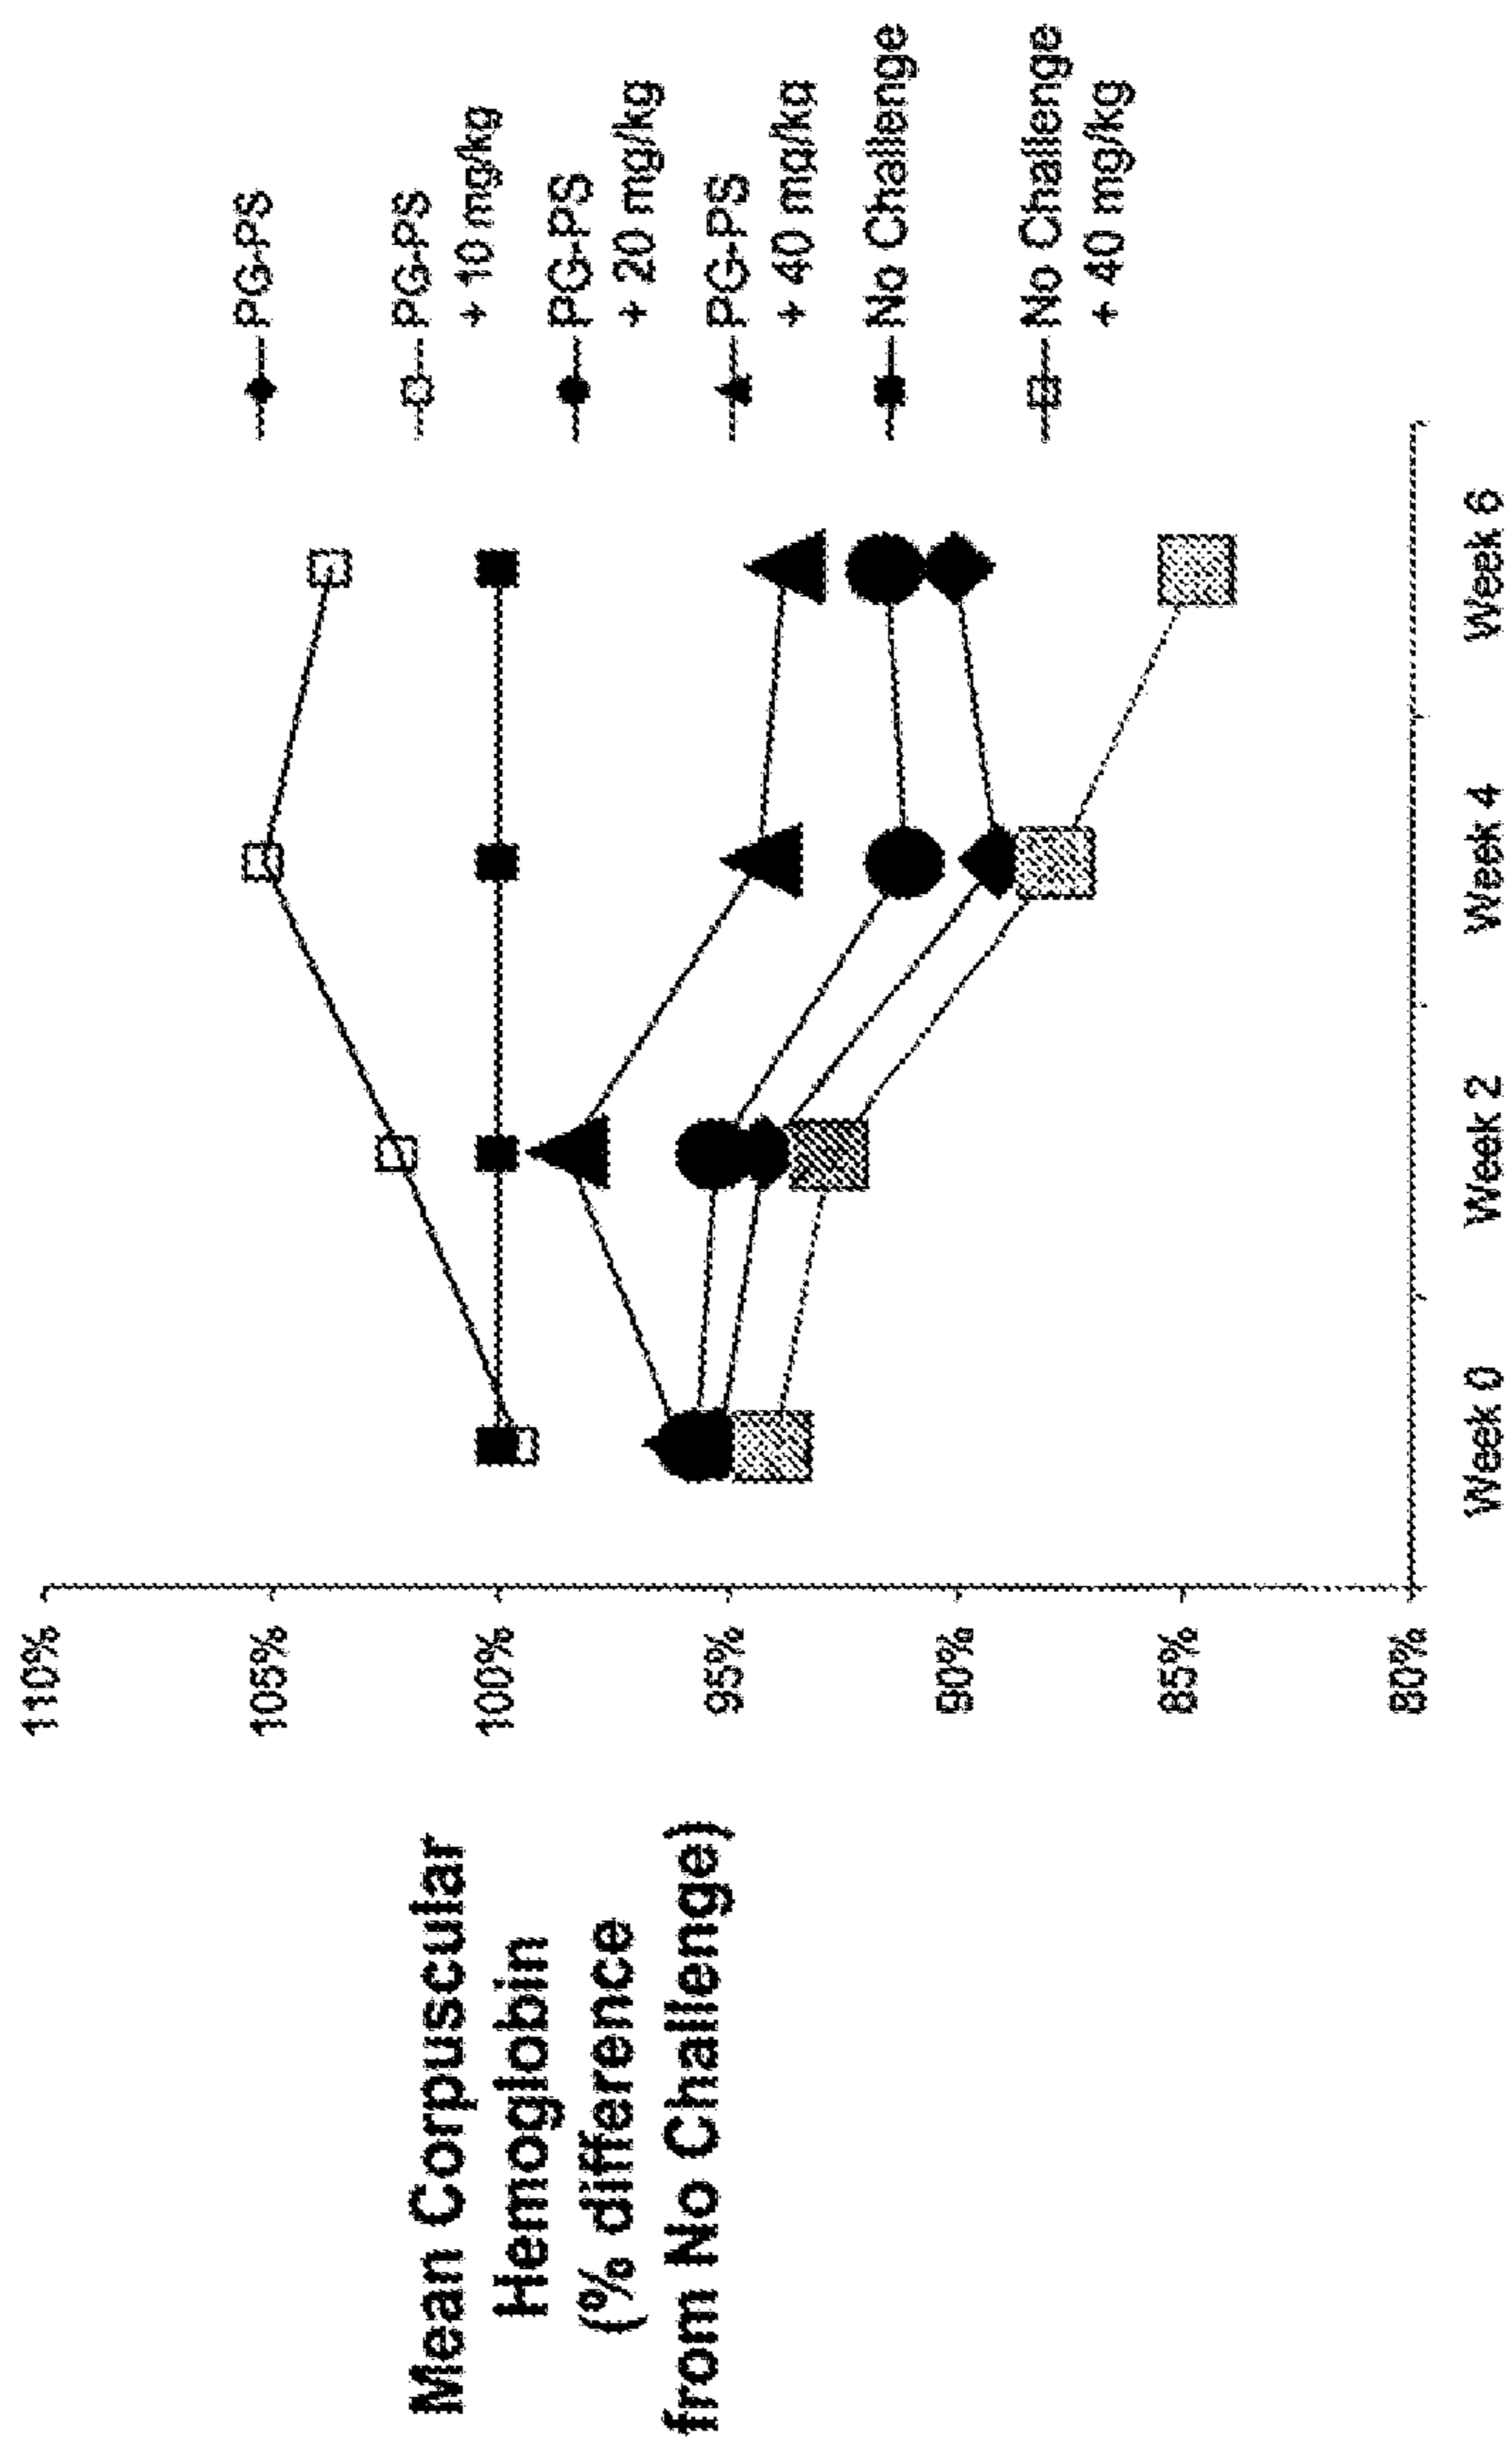 Mean Corpuscular
Hemoglobin
(% difference
from No Challenge)
110%
105%
100%
95%
90%
85%
80%
Week 0
Week 2
Week 4
Week 6
PG-PS
PG-PS
+ 10 mg/kg
PG-PS
+ 20 mg/kg
PG-PS
+ 40 mg/kg
No Challenge
No Challenge
+ 40 mg/kg